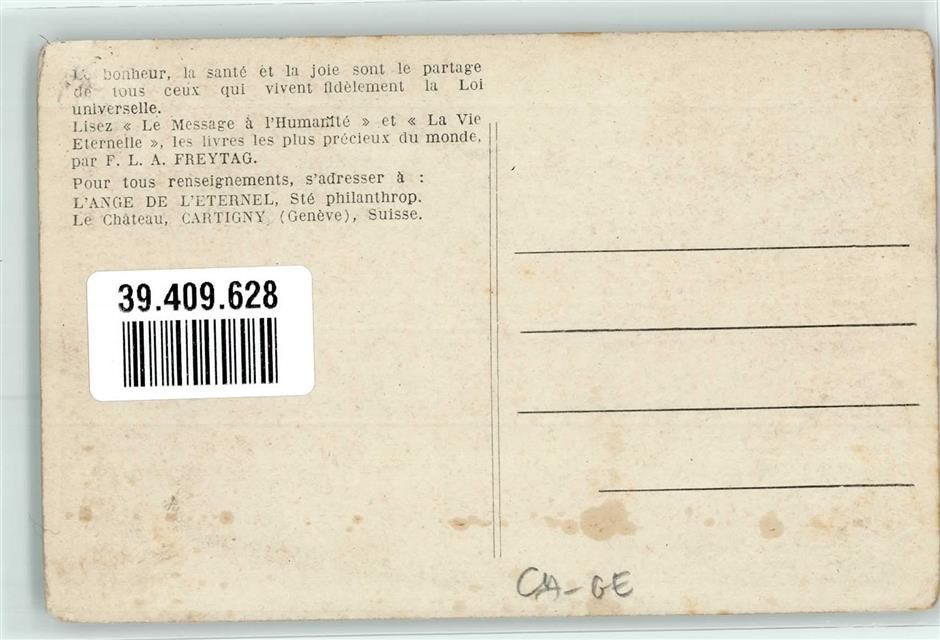 Le bonheur, la santé et la joie sont le partage
de tous ceux qui vivent fidèlement la Loi
universelle.
Lisez « Le Message à l'Humanité » et « La Vie
Eternelle », les livres les plus précieux du monde,
par F. L. A. FREYTAG.
Pour tous renseignements, s'adresser à :
L'ANGE DE L'ETERNEL, Sté philanthrop.
Le Château, CARTIGNY (Genève), Suisse.
39.409.628
CA-GE